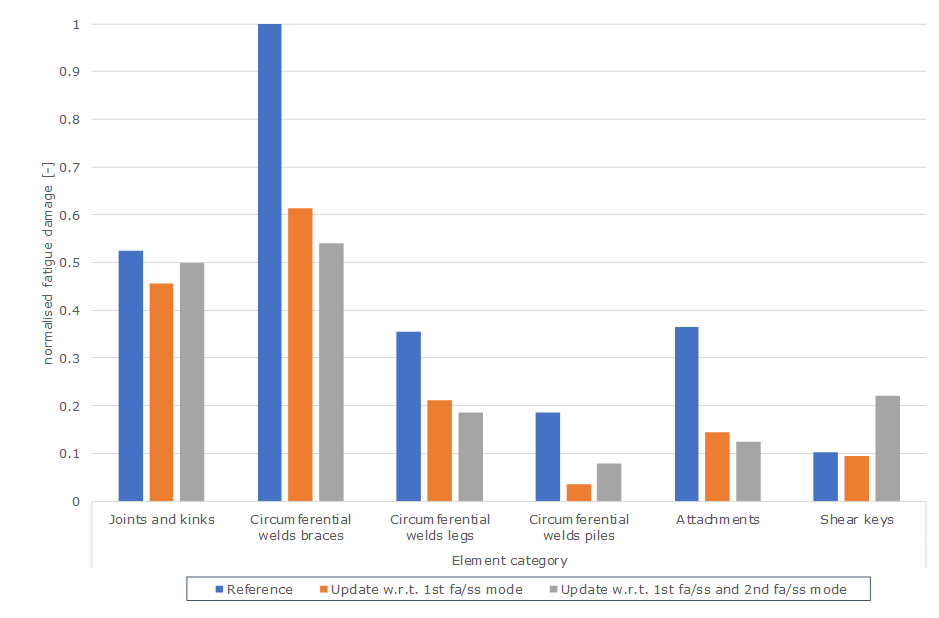 normalised fatigue damage [-]
1
0.9
0.8
0.7
0.6
0.5
0.4
0.3
0.2
0.1
0
Joints and kinks
Circumferential
welds braces
Circumferential
welds legs
Circumferential
welds piles
Attachments
Shear keys
Element category
Reference
Update w.r.t. 1st fa/ss mode
Update w.r.t. 1st fa/ss and 2nd fa/ss mode